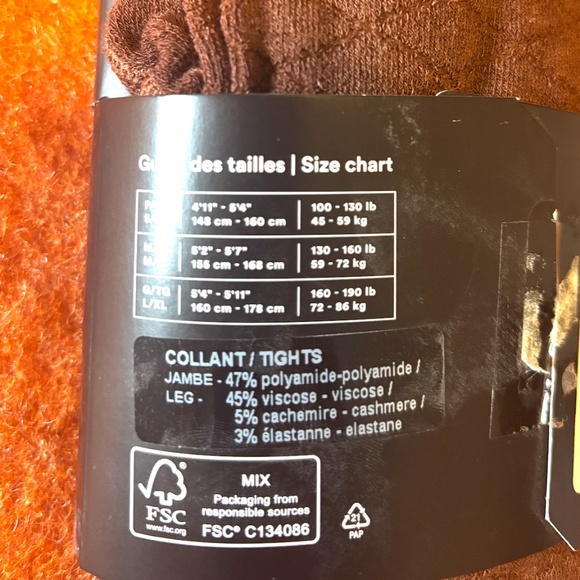 des tailles | Size chart
4'11" - 5'4" 100 - 130 lb
148 cm - 160 cm 45 - 59 kg
5'2" - 5'7" 130 - 160 lb
155 cm - 168 cm 59 - 72 kg
G/TG 5'4" - 5'11" 160 - 190 lb
L/XL 160 cm - 178 cm 72 - 86 kg
COLLANT / TIGHTS
JAMBE - 47% polyamide-polyamide /
LEG - 45% viscose - viscose /
5% cachemire - cashmere /
3% élastanne - elastane
FSC
www.fsc.org
MIX
Packaging from
responsible sources
FSC® C134086
21
PAP